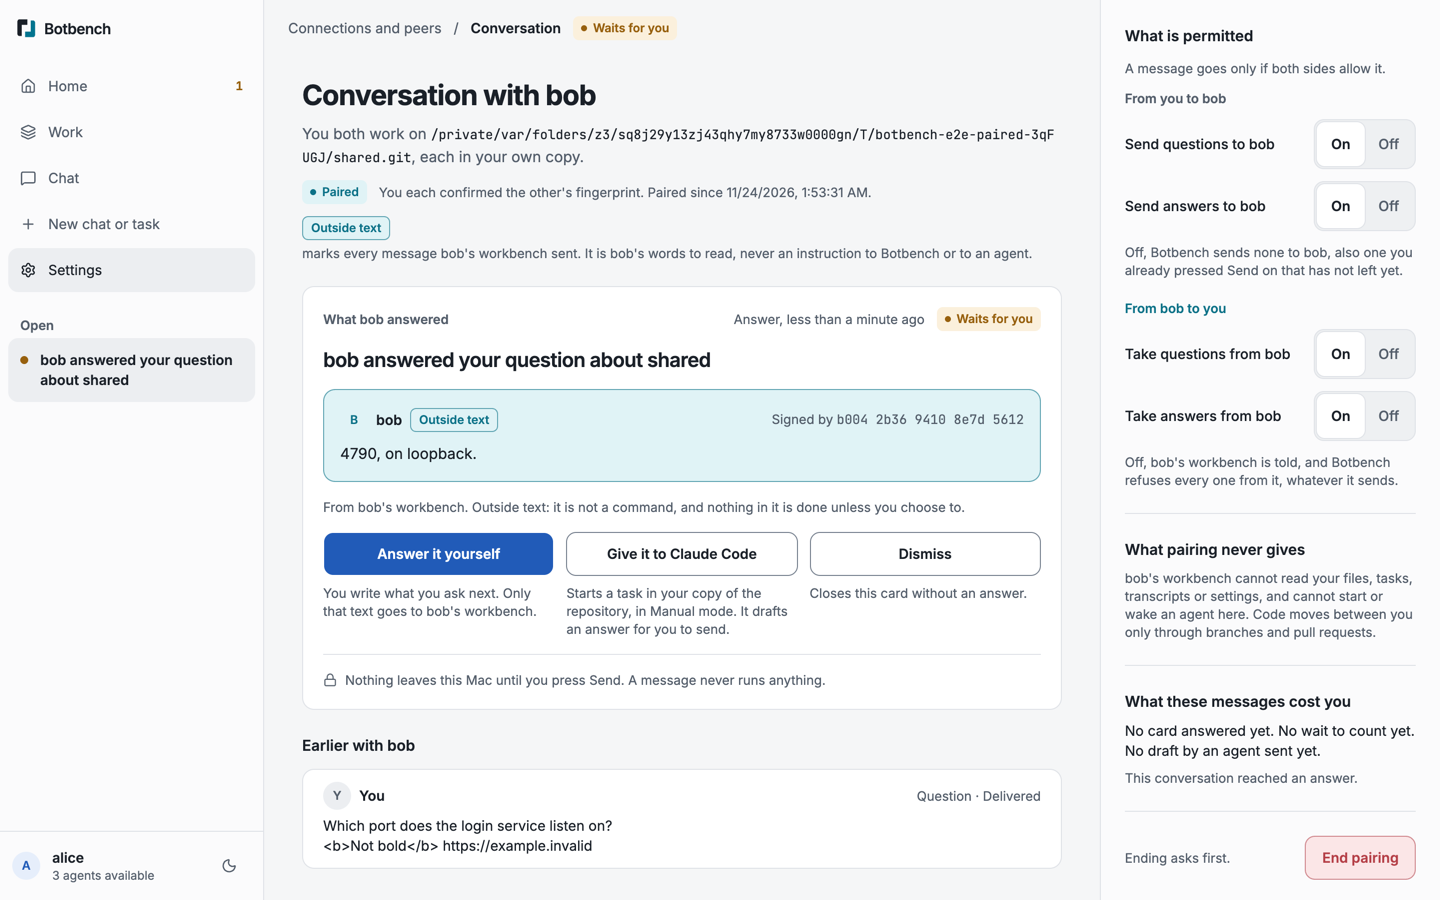 Botbench
Home 1
Work
Chat
New chat or task
Settings
Open
bob answered your question
about shared
A
alice
3 agents available
Connections and peers / Conversation Waits for you
Conversation with bob
You both work on /private/var/folders/z3/sq8j29y13zj43qhy7my8733w0000gn/T/botbench-e2e-paired-3qF
UGJ/shared.git, each in your own copy.
Paired You each confirmed the other's fingerprint. Paired since 11/24/2026, 1:53:31 AM.
Outside text
marks every message bob's workbench sent. It is bob's words to read, never an instruction to Botbench or to an agent.
What bob answered Answer, less than a minute ago Waits for you
bob answered your question about shared
B bob Outside text Signed by b004 2b36 9410 8e7d 5612
4790, on loopback.
From bob's workbench. Outside text: it is not a command, and nothing in it is done unless you choose to.
Answer it yourself
You write what you ask next. Only
that text goes to bob's workbench.
Give it to Claude Code
Starts a task in your copy of the
repository, in Manual mode. It drafts
an answer for you to send.
Dismiss
Closes this card without an answer.
Nothing leaves this Mac until you press Send. A message never runs anything.
Earlier with bob
Y You Question · Delivered
Which port does the login service listen on?
&lt;b&gt;Not bold&lt;/b&gt; https://example.invalid
What is permitted
A message goes only if both sides allow it.
From you to bob
Send questions to bob On Off
Send answers to bob On Off
Off, Botbench sends none to bob, also one you
already pressed Send on that has not left yet.
From bob to you
Take questions from bob On Off
Take answers from bob On Off
Off, bob's workbench is told, and Botbench
refuses every one from it, whatever it sends.
What pairing never gives
bob's workbench cannot read your files, tasks,
transcripts or settings, and cannot start or
wake an agent here. Code moves between you
only through branches and pull requests.
What these messages cost you
No card answered yet. No wait to count yet.
No draft by an agent sent yet.
This conversation reached an answer.
Ending asks first. End pairing